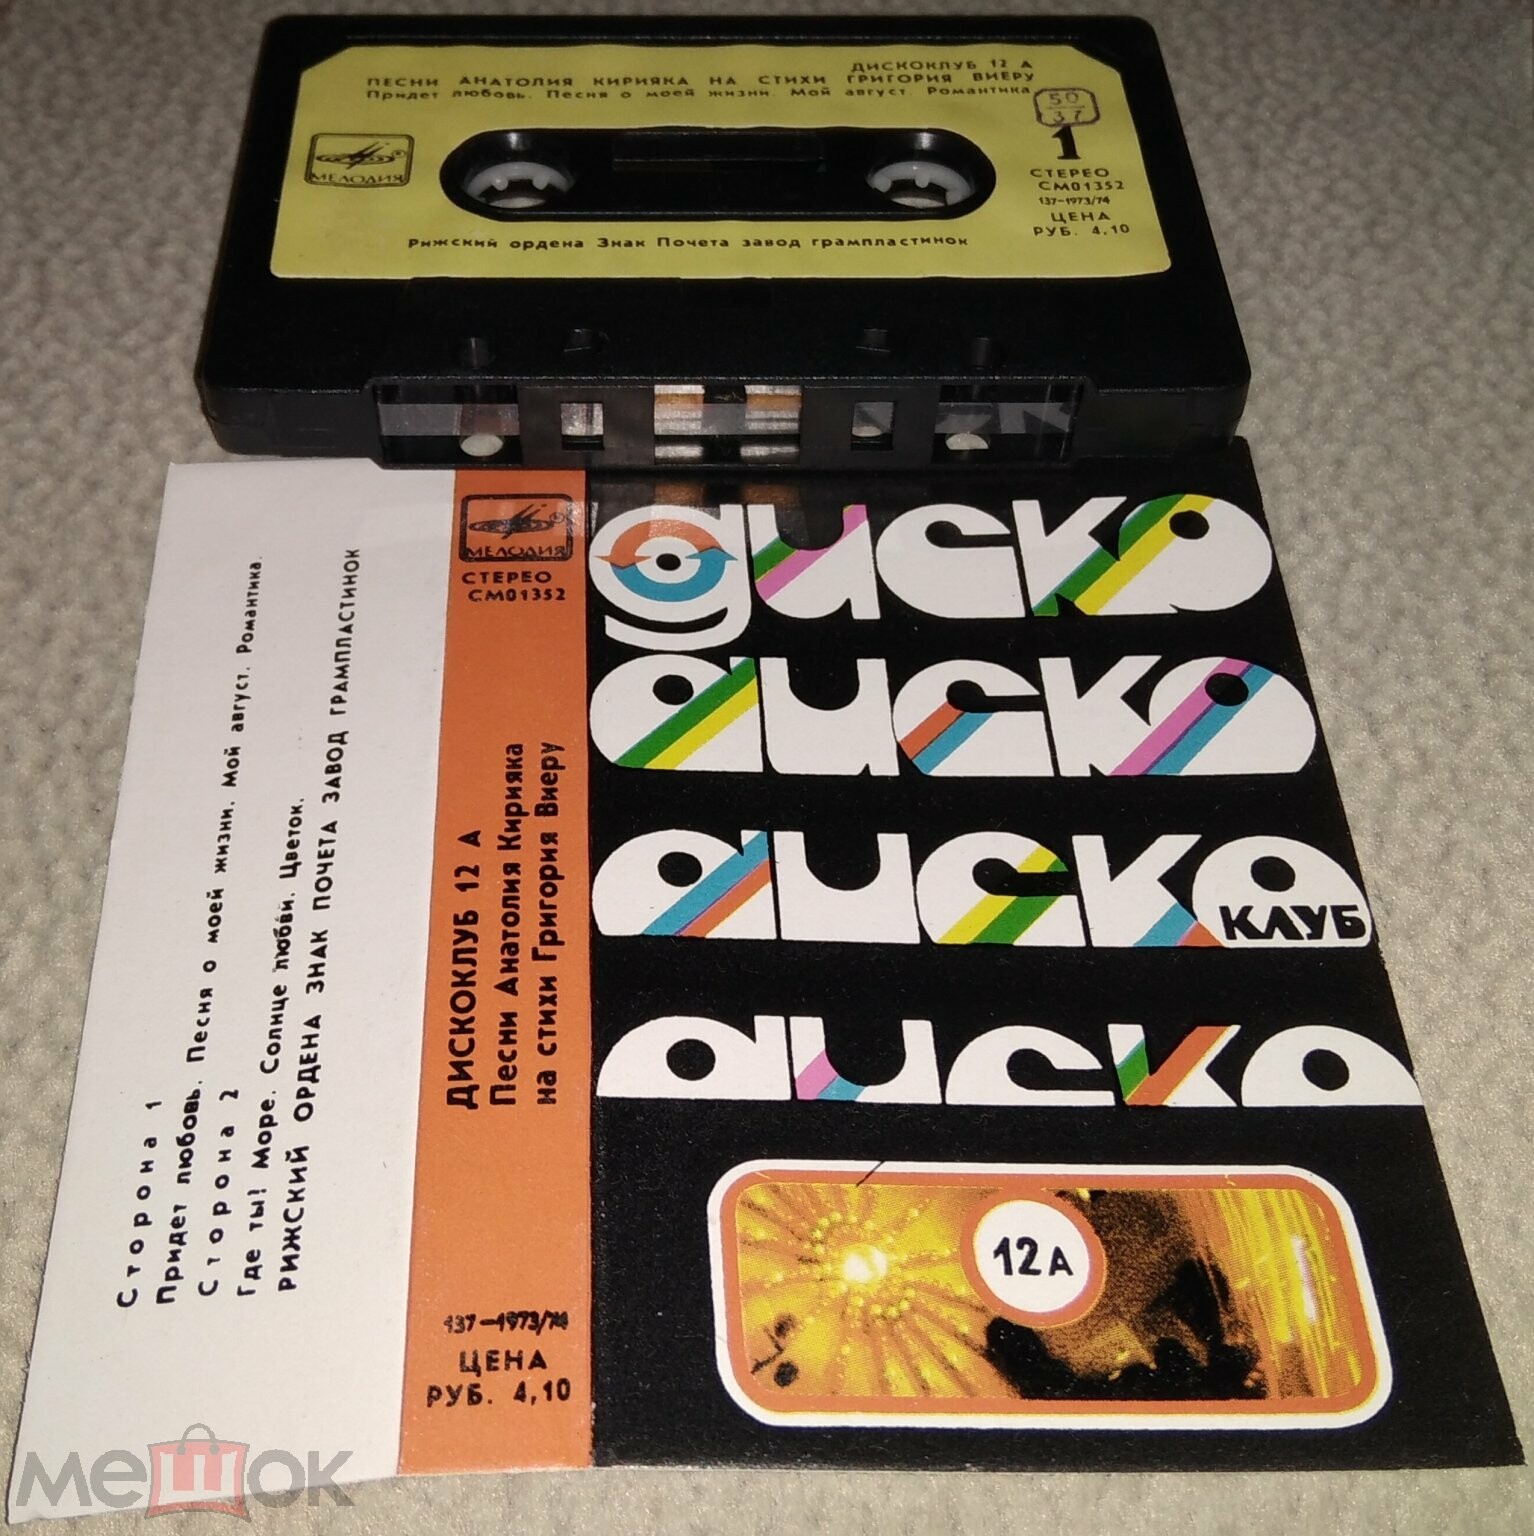 ДИСКОКЛУБ 12 А
ПЕСНИ АНАТОЛИЯ КИРИЯКА НА СТИХИ ГРИГОРИЯ ВИЕРУ
Придет любовь. Песня о моей жизни. Мой август. Романтика
50
37
1
МЕЛОДИЯ
СТЕРЕО
СМ01352
137-1973/74
ЦЕНА
РУБ. 4,10
Рижский ордена Знак Почета завод грампластинок
Сторона 1
Придет любовь. Песня о моей жизни. Мой август. Романтика.
Сторона 2
Где ты! Море. Солнце любви. Цветок.
РИЖСКИЙ ОРДЕНА ЗНАК ПОЧЕТА ЗАВОД ГРАМПЛАСТИНОК
МЕЛОДИЯ
СТЕРЕО
СМ01352
ДИСКОКЛУБ 12 А
Песни Анатолия Кирияка
на стихи Григория Виеру
137-1973/74
ЦЕНА
РУБ. 4,10
диско
диско
диско
КЛУБ
диско
12А
мешок